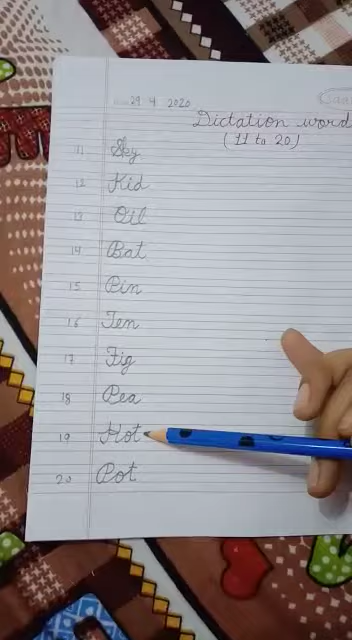 29 4 2020
Dictation word
(11 to 20)
11 Sky
12 Kid
13 Oil
14 Bat
15 Pin
16 Ten
17 Fig
18 Pea
19 Hot
20 Pot